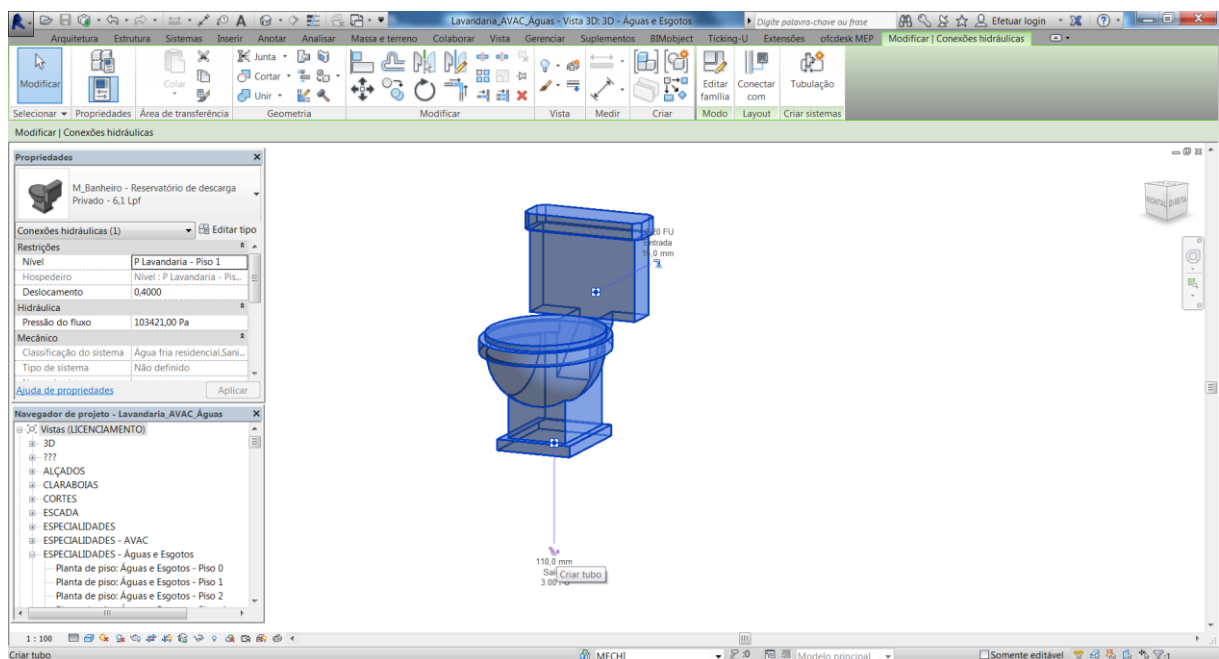 Lavandaria_AVAC_Águas - Vista 3D: 3D - Águas e Esgotos
Digite palavra-chave ou frase
Efetuar login
Arquitetura Estrutura Sistemas Inserir Anotar Analisar Massa e terreno Colaborar Vista Gerenciar Suplementos BIMobject Ticking-U Extensões ofcdesk MEP Modificar | Conexões hidráulicas
Modificar
Colar
Junta
Cortar
Unir
Editar família
Conectar com
Tubulação
Selecionar Propriedades Área de transferência Geometria Modificar Vista Medir Criar Modo Layout Criar sistemas
Modificar | Conexões hidráulicas
Propriedades
M_Banheiro - Reservatório de descarga
Privado - 6,1 Lpf
Conexões hidráulicas (1) Editar tipo
Restrições
Nível P Lavandaria - Piso 1
Hospedeiro Nível : P Lavandaria - Pis...
Deslocamento 0,4000
Hidráulica
Pressão do fluxo 103421,00 Pa
Mecânico
Classificação do sistema Água fria residencial,Sani...
Tipo de sistema Não definido
Ajuda de propriedades Aplicar
Navegador de projeto - Lavandaria_AVAC_Águas
Vistas (LICENCIAMENTO)
3D
???
ALÇADOS
CLARABOIAS
CORTES
ESCADA
ESPECIALIDADES
ESPECIALIDADES - AVAC
ESPECIALIDADES - Águas e Esgotos
Planta de piso: Águas e Esgotos - Piso 0
Planta de piso: Águas e Esgotos - Piso 1
Planta de piso: Águas e Esgotos - Piso 2
FU
Entrada
mm
DIREITA
110,0 mm
Criar tubo
1 : 100
Criar tubo
MECHI
:0
Modelo principal
Somente editável
:1